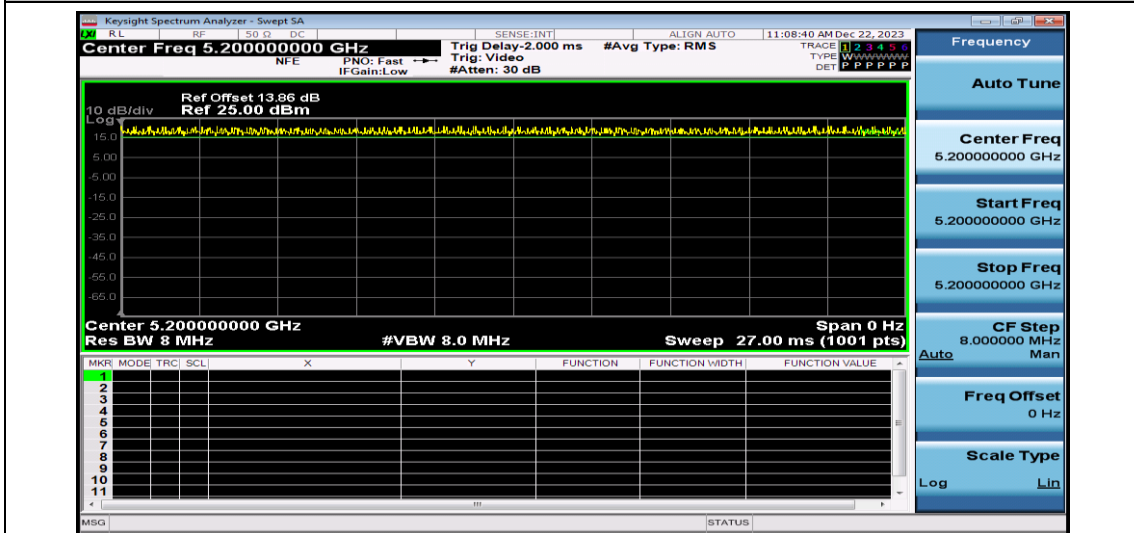 Keysight Spectrum Analyzer - Swept SA
LXI RL RF 50 Ω DC SENSE:INT ALIGN AUTO 11:08:40 AM Dec 22, 2023
Center Freq 5.200000000 GHz Trig Delay-2.000 ms #Avg Type: RMS TRACE 1 2 3 4 5 6
NFE PNO: Fast Trig: Video TYPE WWWWWW
IFGain:Low #Atten: 30 dB DET P P P P P P
Ref Offset 13.86 dB
10 dB/div Ref 25.00 dBm
Log
15.0
5.00
-5.00
-15.0
-25.0
-35.0
-45.0
-55.0
-65.0
Center 5.200000000 GHz Span 0 Hz
Res BW 8 MHz #VBW 8.0 MHz Sweep 27.00 ms (1001 pts)
MKR MODE TRC SCL X Y FUNCTION FUNCTION WIDTH FUNCTION VALUE
1
2
3
4
5
6
7
8
9
10
11
MSG STATUS
Frequency
Auto Tune
Center Freq
5.200000000 GHz
Start Freq
5.200000000 GHz
Stop Freq
5.200000000 GHz
CF Step
8.000000 MHz
Auto Man
Freq Offset
0 Hz
Scale Type
Log Lin